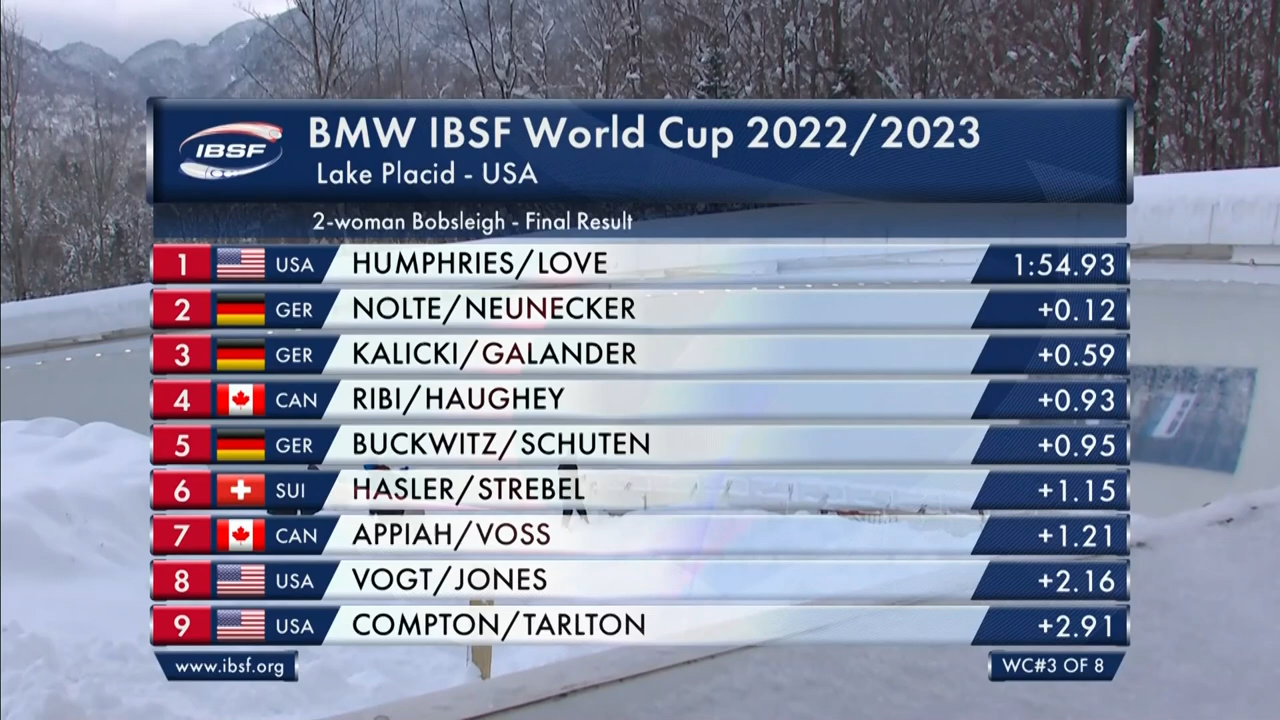 IBSF
BMW IBSF World Cup 2022/2023
Lake Placid - USA
2-woman Bobsleigh - Final Result
1 USA HUMPHRIES/LOVE 1:54.93
2 GER NOLTE/NEUNECKER +0.12
3 GER KALICKI/GALANDER +0.59
4 CAN RIBI/HAUGHEY +0.93
5 GER BUCKWITZ/SCHUTEN +0.95
6 SUI HASLER/STREBEL +1.15
7 CAN APPIAH/VOSS +1.21
8 USA VOGT/JONES +2.16
9 USA COMPTON/TARLTON +2.91
www.ibsf.org WC#3 OF 8